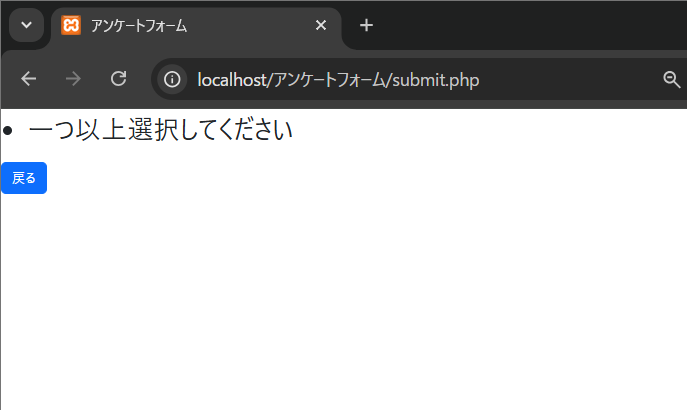 アンケートフォーム
localhost/アンケートフォーム/submit.php
• 一つ以上選択してください
戻る